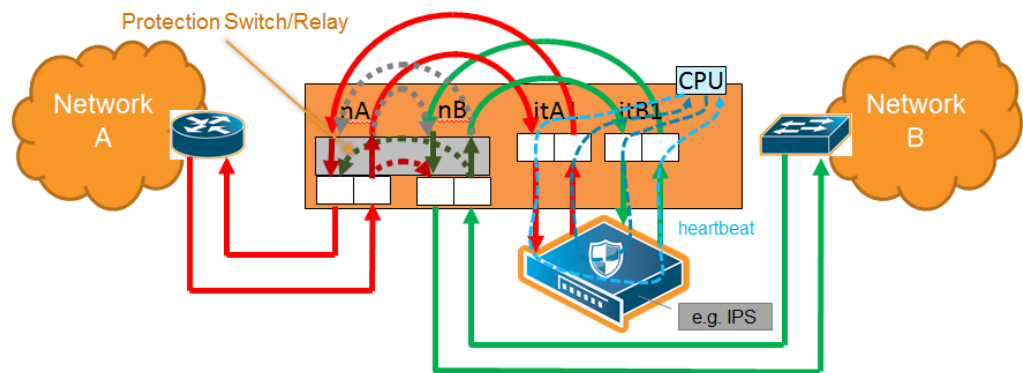 Protection Switch/Relay
Network
A
Network
B
CPU
nA
nB
itA1
itB1
heartbeat
e.g. IPS